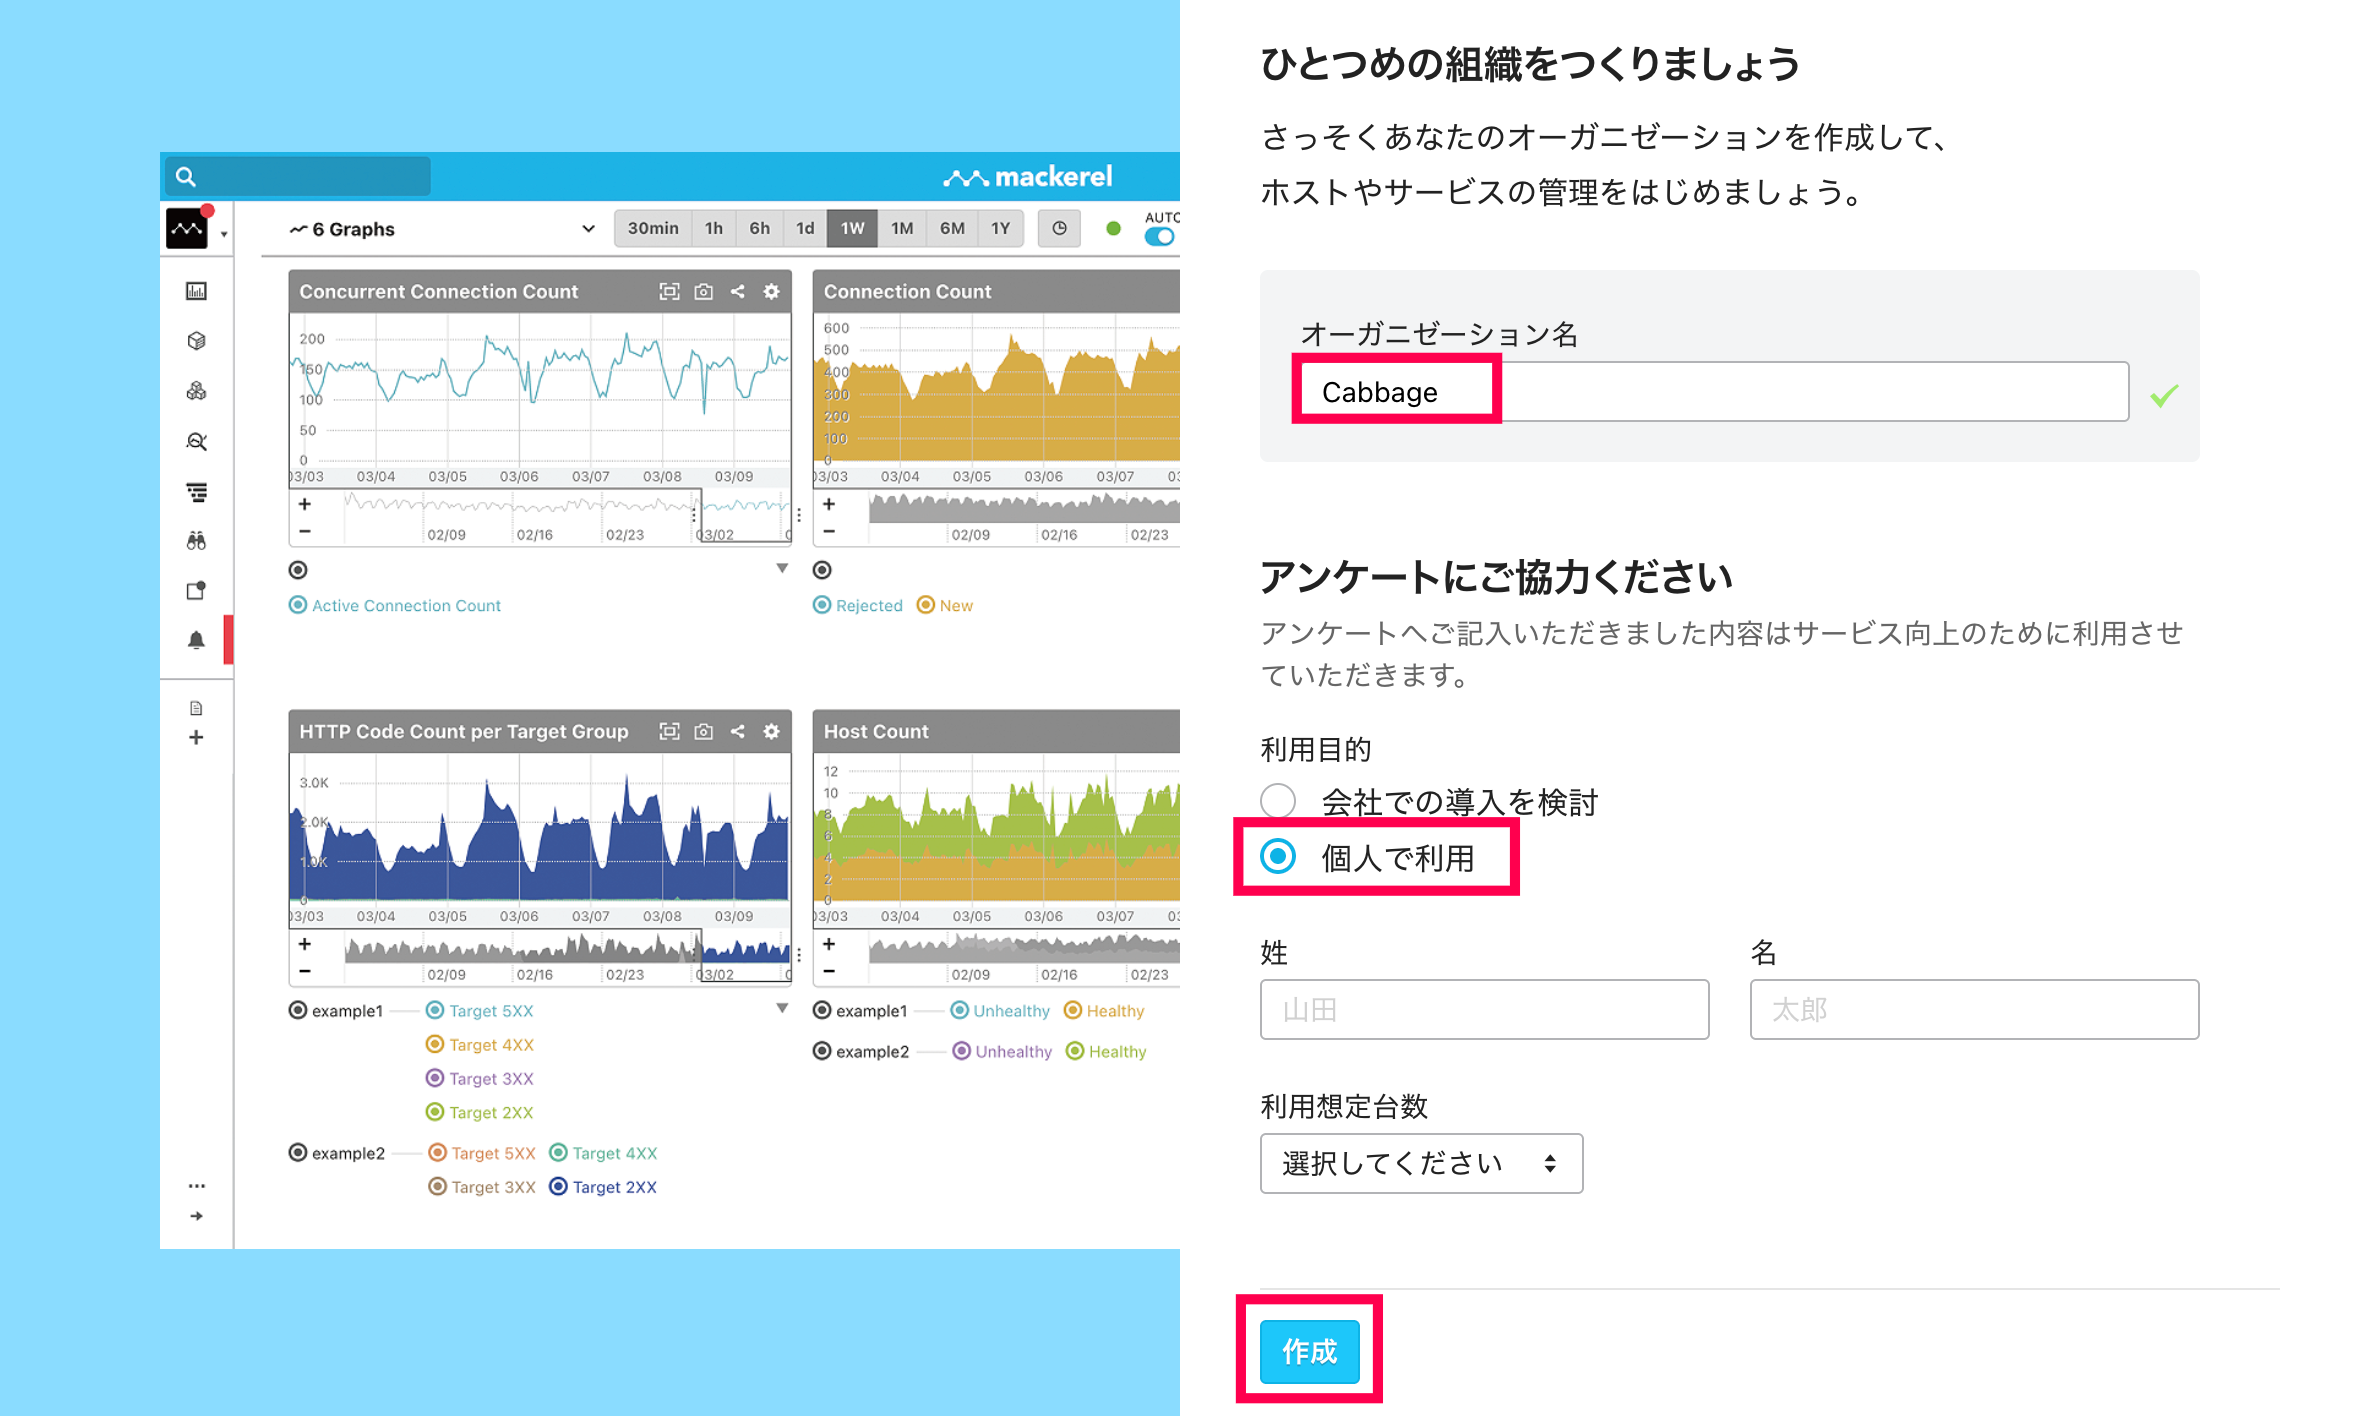 mackerel
6 Graphs
30min 1h 6h 1d 1W 1M 6M 1Y
AUTO
Concurrent Connection Count
200
150
100
50
0
03/03 03/04 03/05 03/06 03/07 03/08 03/09
02/09 02/16 02/23 03/02
Active Connection Count
Connection Count
600
500
400
300
200
100
0
03/03 03/04 03/05 03/06 03/07
02/09 02/16 02/23
Rejected New
HTTP Code Count per Target Group
3.0K
2.0K
1.0K
0
03/03 03/04 03/05 03/06 03/07 03/08 03/09
02/09 02/16 02/23 03/02
example1 Target 5XX
Target 4XX
Target 3XX
Target 2XX
example2 Target 5XX Target 4XX
Target 3XX Target 2XX
Host Count
12
10
8
6
4
2
0
03/03 03/04 03/05 03/06 03/07
02/09 02/16 02/23
example1 Unhealthy Healthy
example2 Unhealthy Healthy
ひとつめの組織をつくりましょう
さっそくあなたのオーガニゼーションを作成して、
ホストやサービスの管理をはじめましょう。
オーガニゼーション名
Cabbage
アンケートにご協力ください
アンケートへご記入いただきました内容はサービス向上のために利用させ
ていただきます。
利用目的
会社での導入を検討
個人で利用
姓 名
山田 太郎
利用想定台数
選択してください
作成